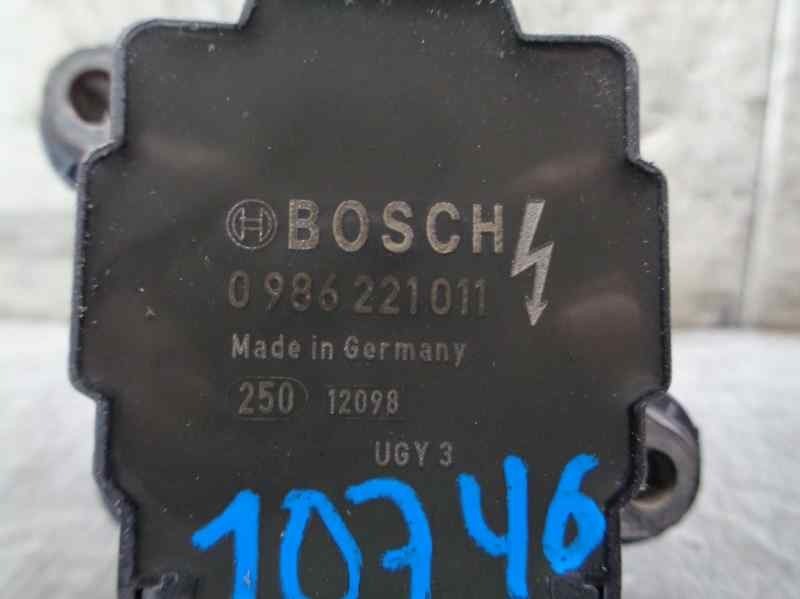 BOSCH
0 986 221 011
Made in Germany
250 12098
UGY 3
10746